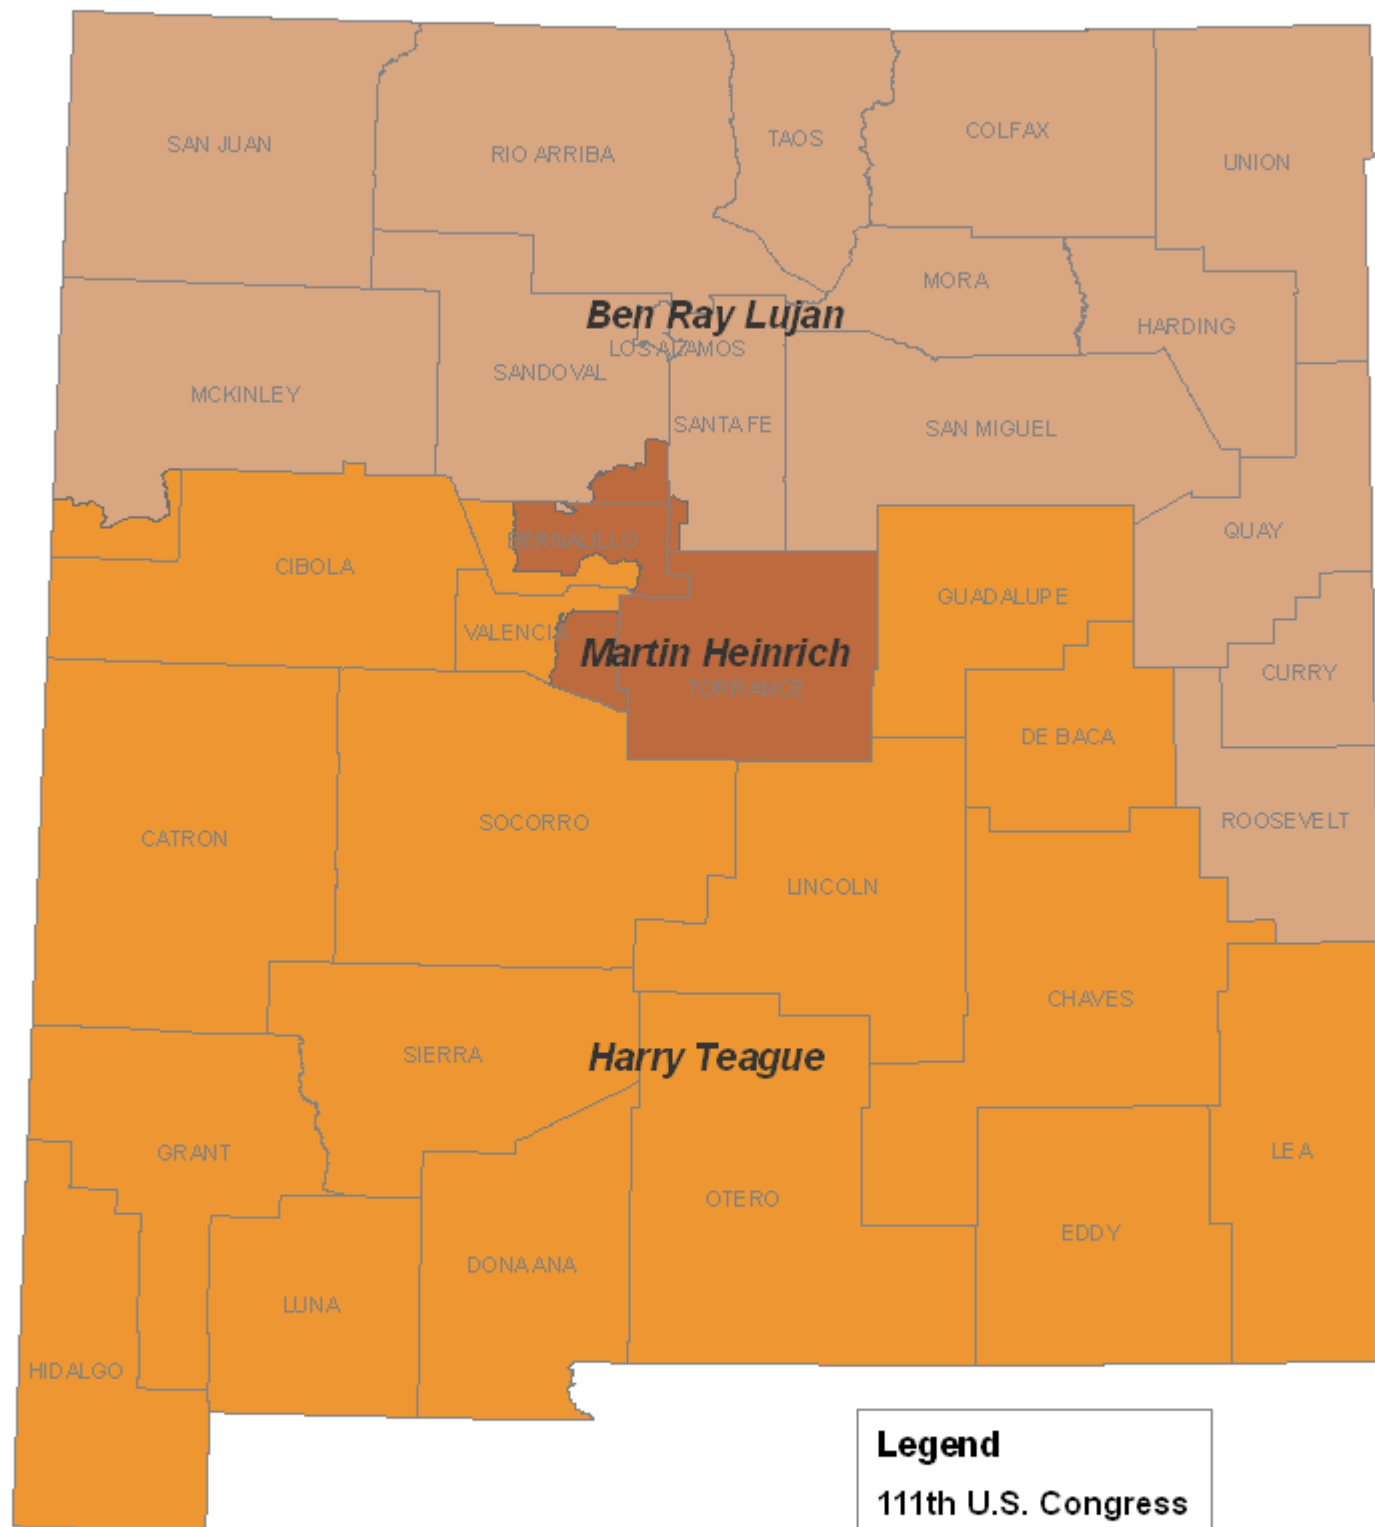 SAN JUAN
RIO ARRIBA
TAOS
COLFAX
UNION
MORA
HARDING
Ben Ray Lujan
LOS ALAMOS
SANDOVAL
MCKINLEY
SANTA FE
SAN MIGUEL
QUAY
BERNALILLO
CIBOLA
GUADALUPE
VALENCIA
Martin Heinrich
TORRANCE
CURRY
DE BACA
ROOSEVELT
SOCORRO
CATRON
LINCOLN
CHAVES
SIERRA
Harry Teague
GRANT
LEA
OTERO
EDDY
DONA ANA
LUNA
HIDALGO
Legend
111th U.S. Congress